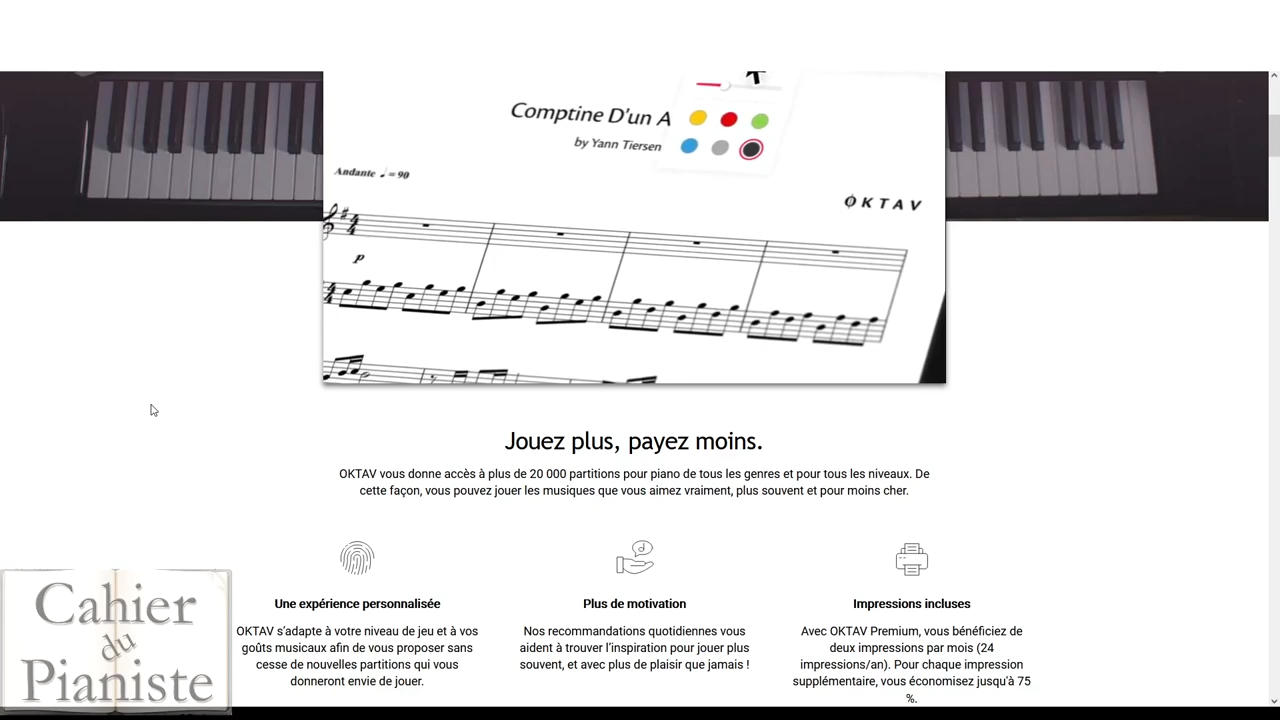 Comptine D'un A
by Yann Tiersen
Andante ♩ = 90
OKTAV
p
Jouez plus, payez moins.
OKTAV vous donne accès à plus de 20 000 partitions pour piano de tous les genres et pour tous les niveaux. De
cette façon, vous pouvez jouer les musiques que vous aimez vraiment, plus souvent et pour moins cher.
Une expérience personnalisée
OKTAV s'adapte à votre niveau de jeu et à vos
goûts musicaux afin de vous proposer sans
cesse de nouvelles partitions qui vous
donneront envie de jouer.
Plus de motivation
Nos recommandations quotidiennes vous
aident à trouver l'inspiration pour jouer plus
souvent, et avec plus de plaisir que jamais !
Impressions incluses
Avec OKTAV Premium, vous bénéficiez de
deux impressions par mois (24
impressions/an). Pour chaque impression
supplémentaire, vous économisez jusqu'à 75
%.
Cahier
du
Pianiste